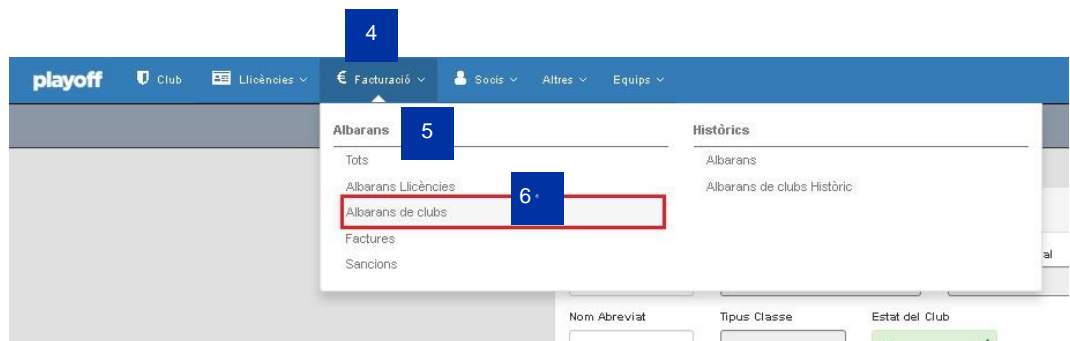 4
playoff Club Llicències € Facturació Socis Altres Equips
Albarans 5 Històrics
Tots Albarans
Albarans Llicències Albarans de clubs Històric
6
Albarans de clubs
Factures
Sancions
al
Nom Abreviat Tipus Classe Estat del Club